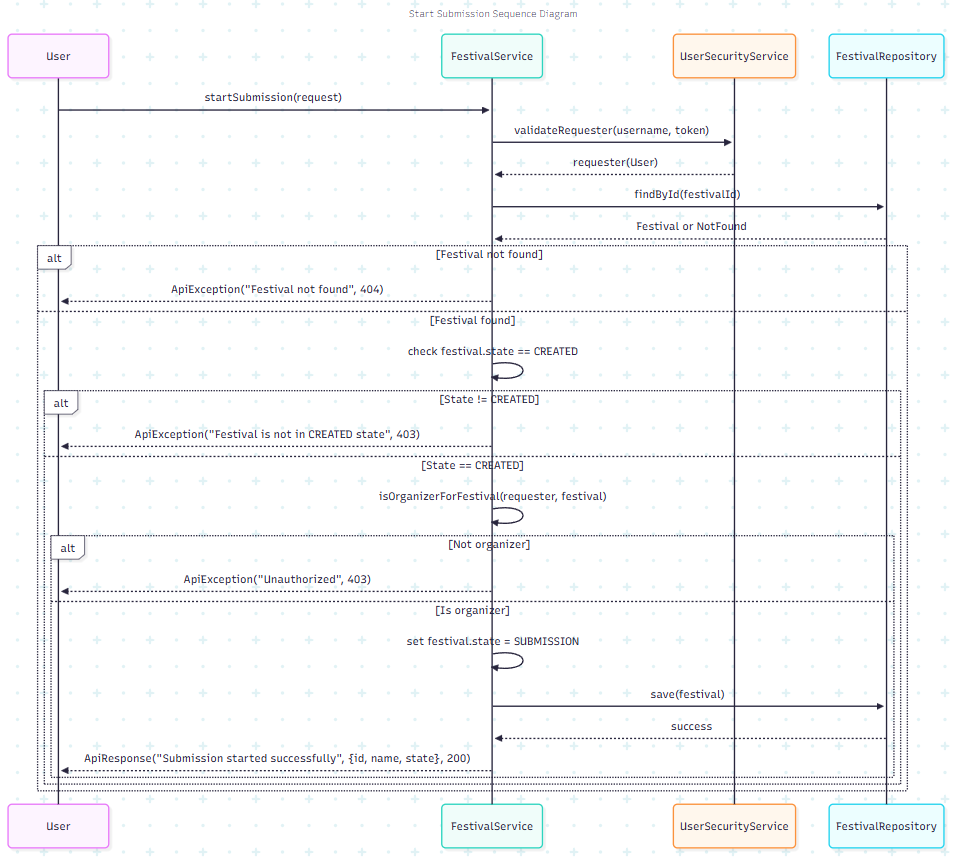 Start Submission Sequence Diagram
User
FestivalService
UserSecurityService
FestivalRepository
startSubmission(request)
validateRequester(username, token)
requester(User)
findById(festivalId)
Festival or NotFound
alt
[Festival not found]
ApiException("Festival not found", 404)
[Festival found]
check festival.state == CREATED
alt
[State != CREATED]
ApiException("Festival is not in CREATED state", 403)
[State == CREATED]
isOrganizerForFestival(requester, festival)
alt
[Not organizer]
ApiException("Unauthorized", 403)
[Is organizer]
set festival.state = SUBMISSION
save(festival)
success
ApiResponse("Submission started successfully", {id, name, state}, 200)
User
FestivalService
UserSecurityService
FestivalRepository